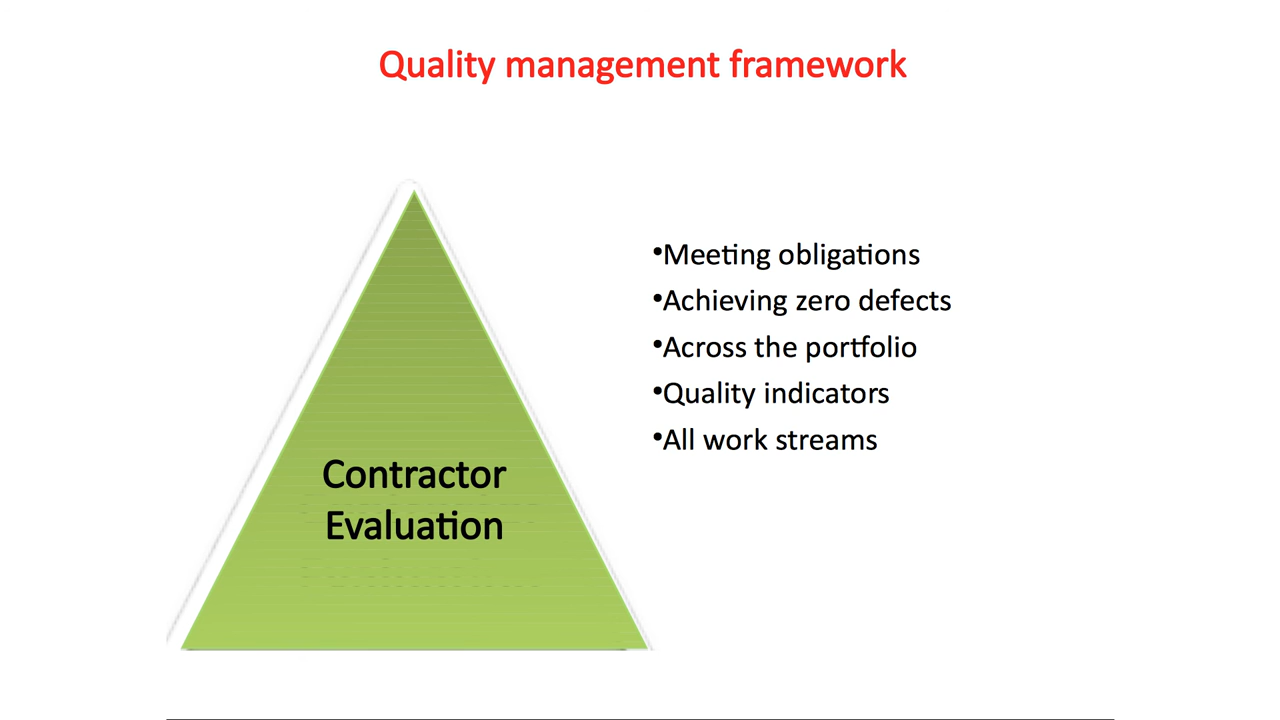 Quality management framework
Contractor
Evaluation
•Meeting obligations
•Achieving zero defects
•Across the portfolio
•Quality indicators
•All work streams